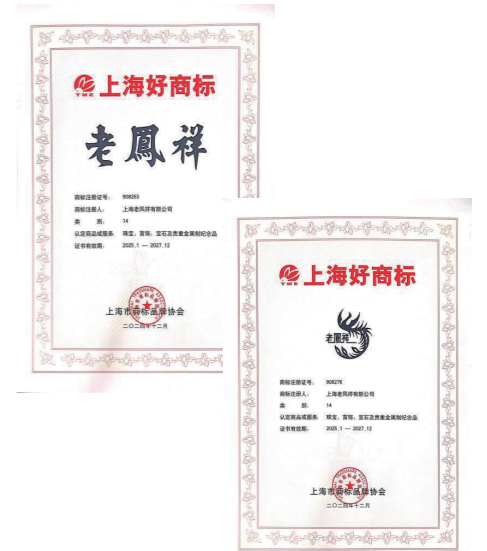 TME 上海好商标
老鳳祥
商标注册证号： 908263
商标注册人： 上海老凤祥有限公司
类 别： 14
认定商品或服务： 珠宝、首饰、宝石及贵重金属制纪念品
证书有效期： 2025.1 — 2027.12
上海市商标品牌协会
二〇二四年十二月
TME 上海好商标
老鳳祥
商标注册证号： 908276
商标注册人： 上海老凤祥有限公司
类 别： 14
认定商品或服务： 珠宝、首饰、宝石及贵重金属制纪念品
证书有效期： 2025.1 — 2027.12
上海市商标品牌协会
二〇二四年十二月